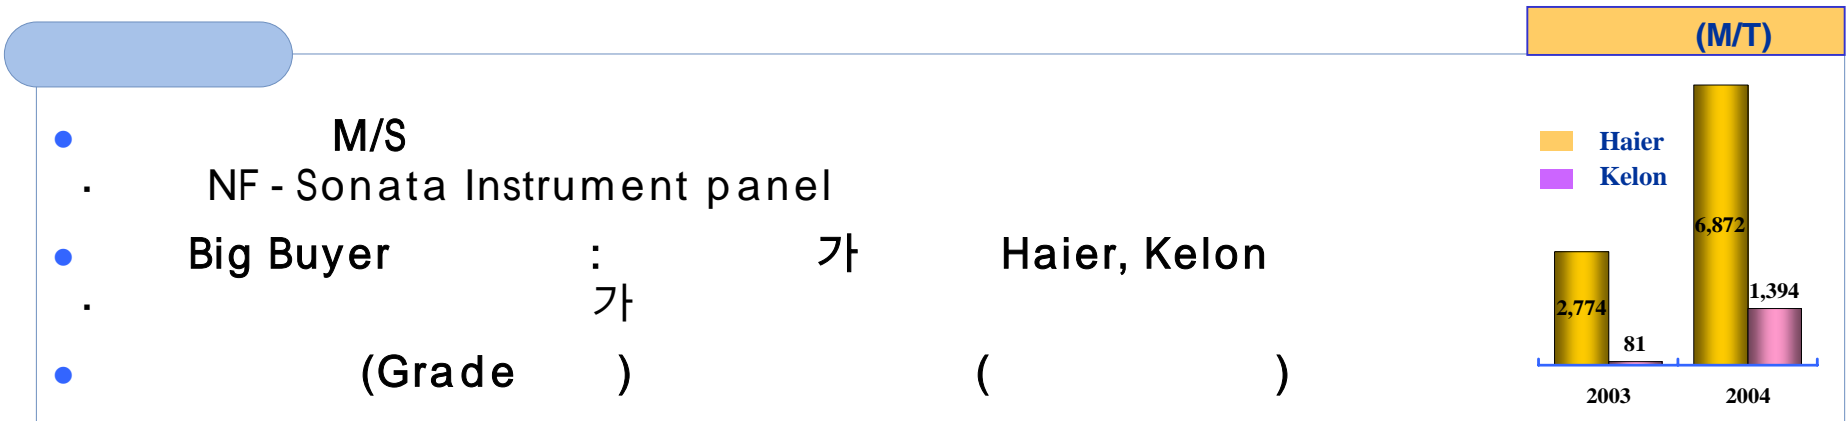 (M/T)
M/S
· NF - Sonata Instrument panel
Big Buyer : 가 Haier, Kelon
· 가
(Grade ) ( )
Haier
Kelon
6,872
2,774
1,394
81
2003 2004